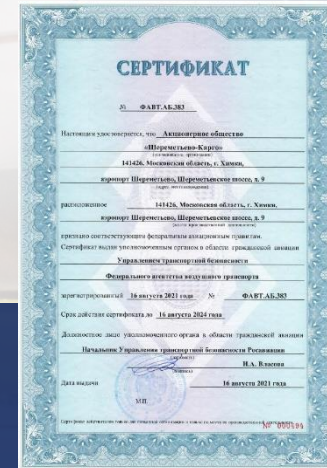 СЕРТИФИКАТ
№ ФАВТ.АБ.383
Настоящим удостоверяется, что Акционерное общество
«Шереметьево-Карго»
141426, Московская область, г. Химки,
аэропорт Шереметьево, Шереметьевское шоссе, д. 9
расположенное 141426, Московская область, г. Химки,
аэропорт Шереметьево, Шереметьевское шоссе, д. 9
признано соответствующим федеральным авиационным правилам
Сертификат выдан уполномоченным органом в области гражданской авиации
Управлением транспортной безопасности
Федерального агентства воздушного транспорта
зарегистрированный 16 августа 2021 года № ФАВТ.АБ.383
Срок действия сертификата до 16 августа 2024 года
Должностное лицо уполномоченного органа в области гражданской авиации
Начальник Управления транспортной безопасности Росавиации
Н.А. Власова
Дата выдачи 16 августа 2021 года
М.П.